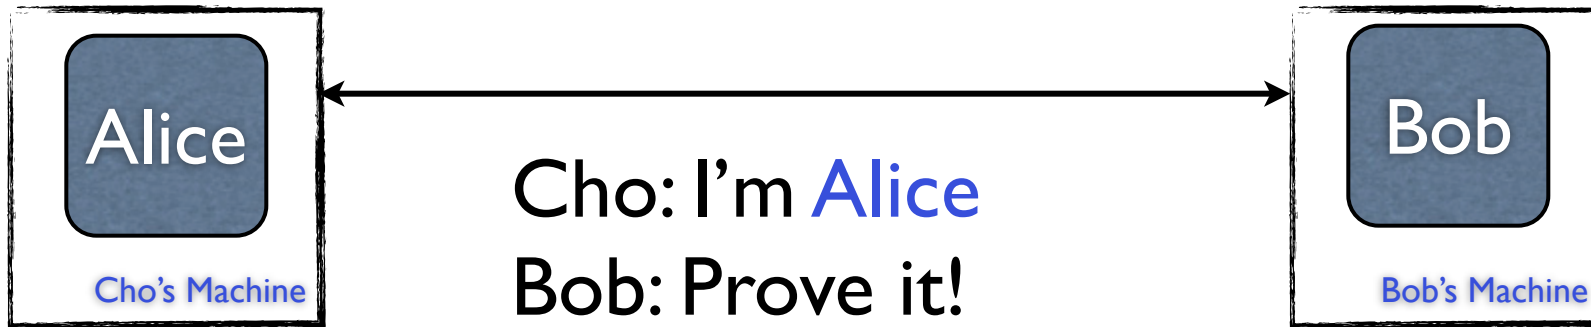 Alice
Bob
Cho: I'm Alice
Bob: Prove it!
Cho's Machine
Bob's Machine